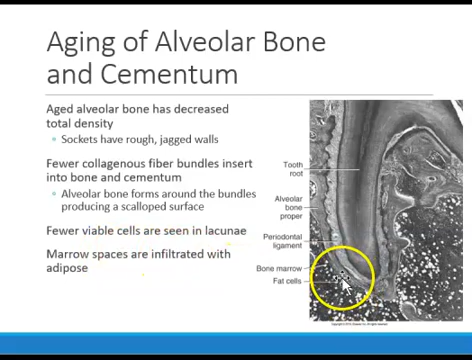 Aging of Alveolar Bone
and Cementum
Aged alveolar bone has decreased
total density
Sockets have rough, jagged walls
Fewer collagenous fiber bundles insert
into bone and cementum
Alveolar bone forms around the bundles
producing a scalloped surface
Fewer viable cells are seen in lacunae
Marrow spaces are infiltrated with
adipose
Tooth
root
Alveolar
bone
proper
Periodontal
ligament
Bone marrow
Fat cells